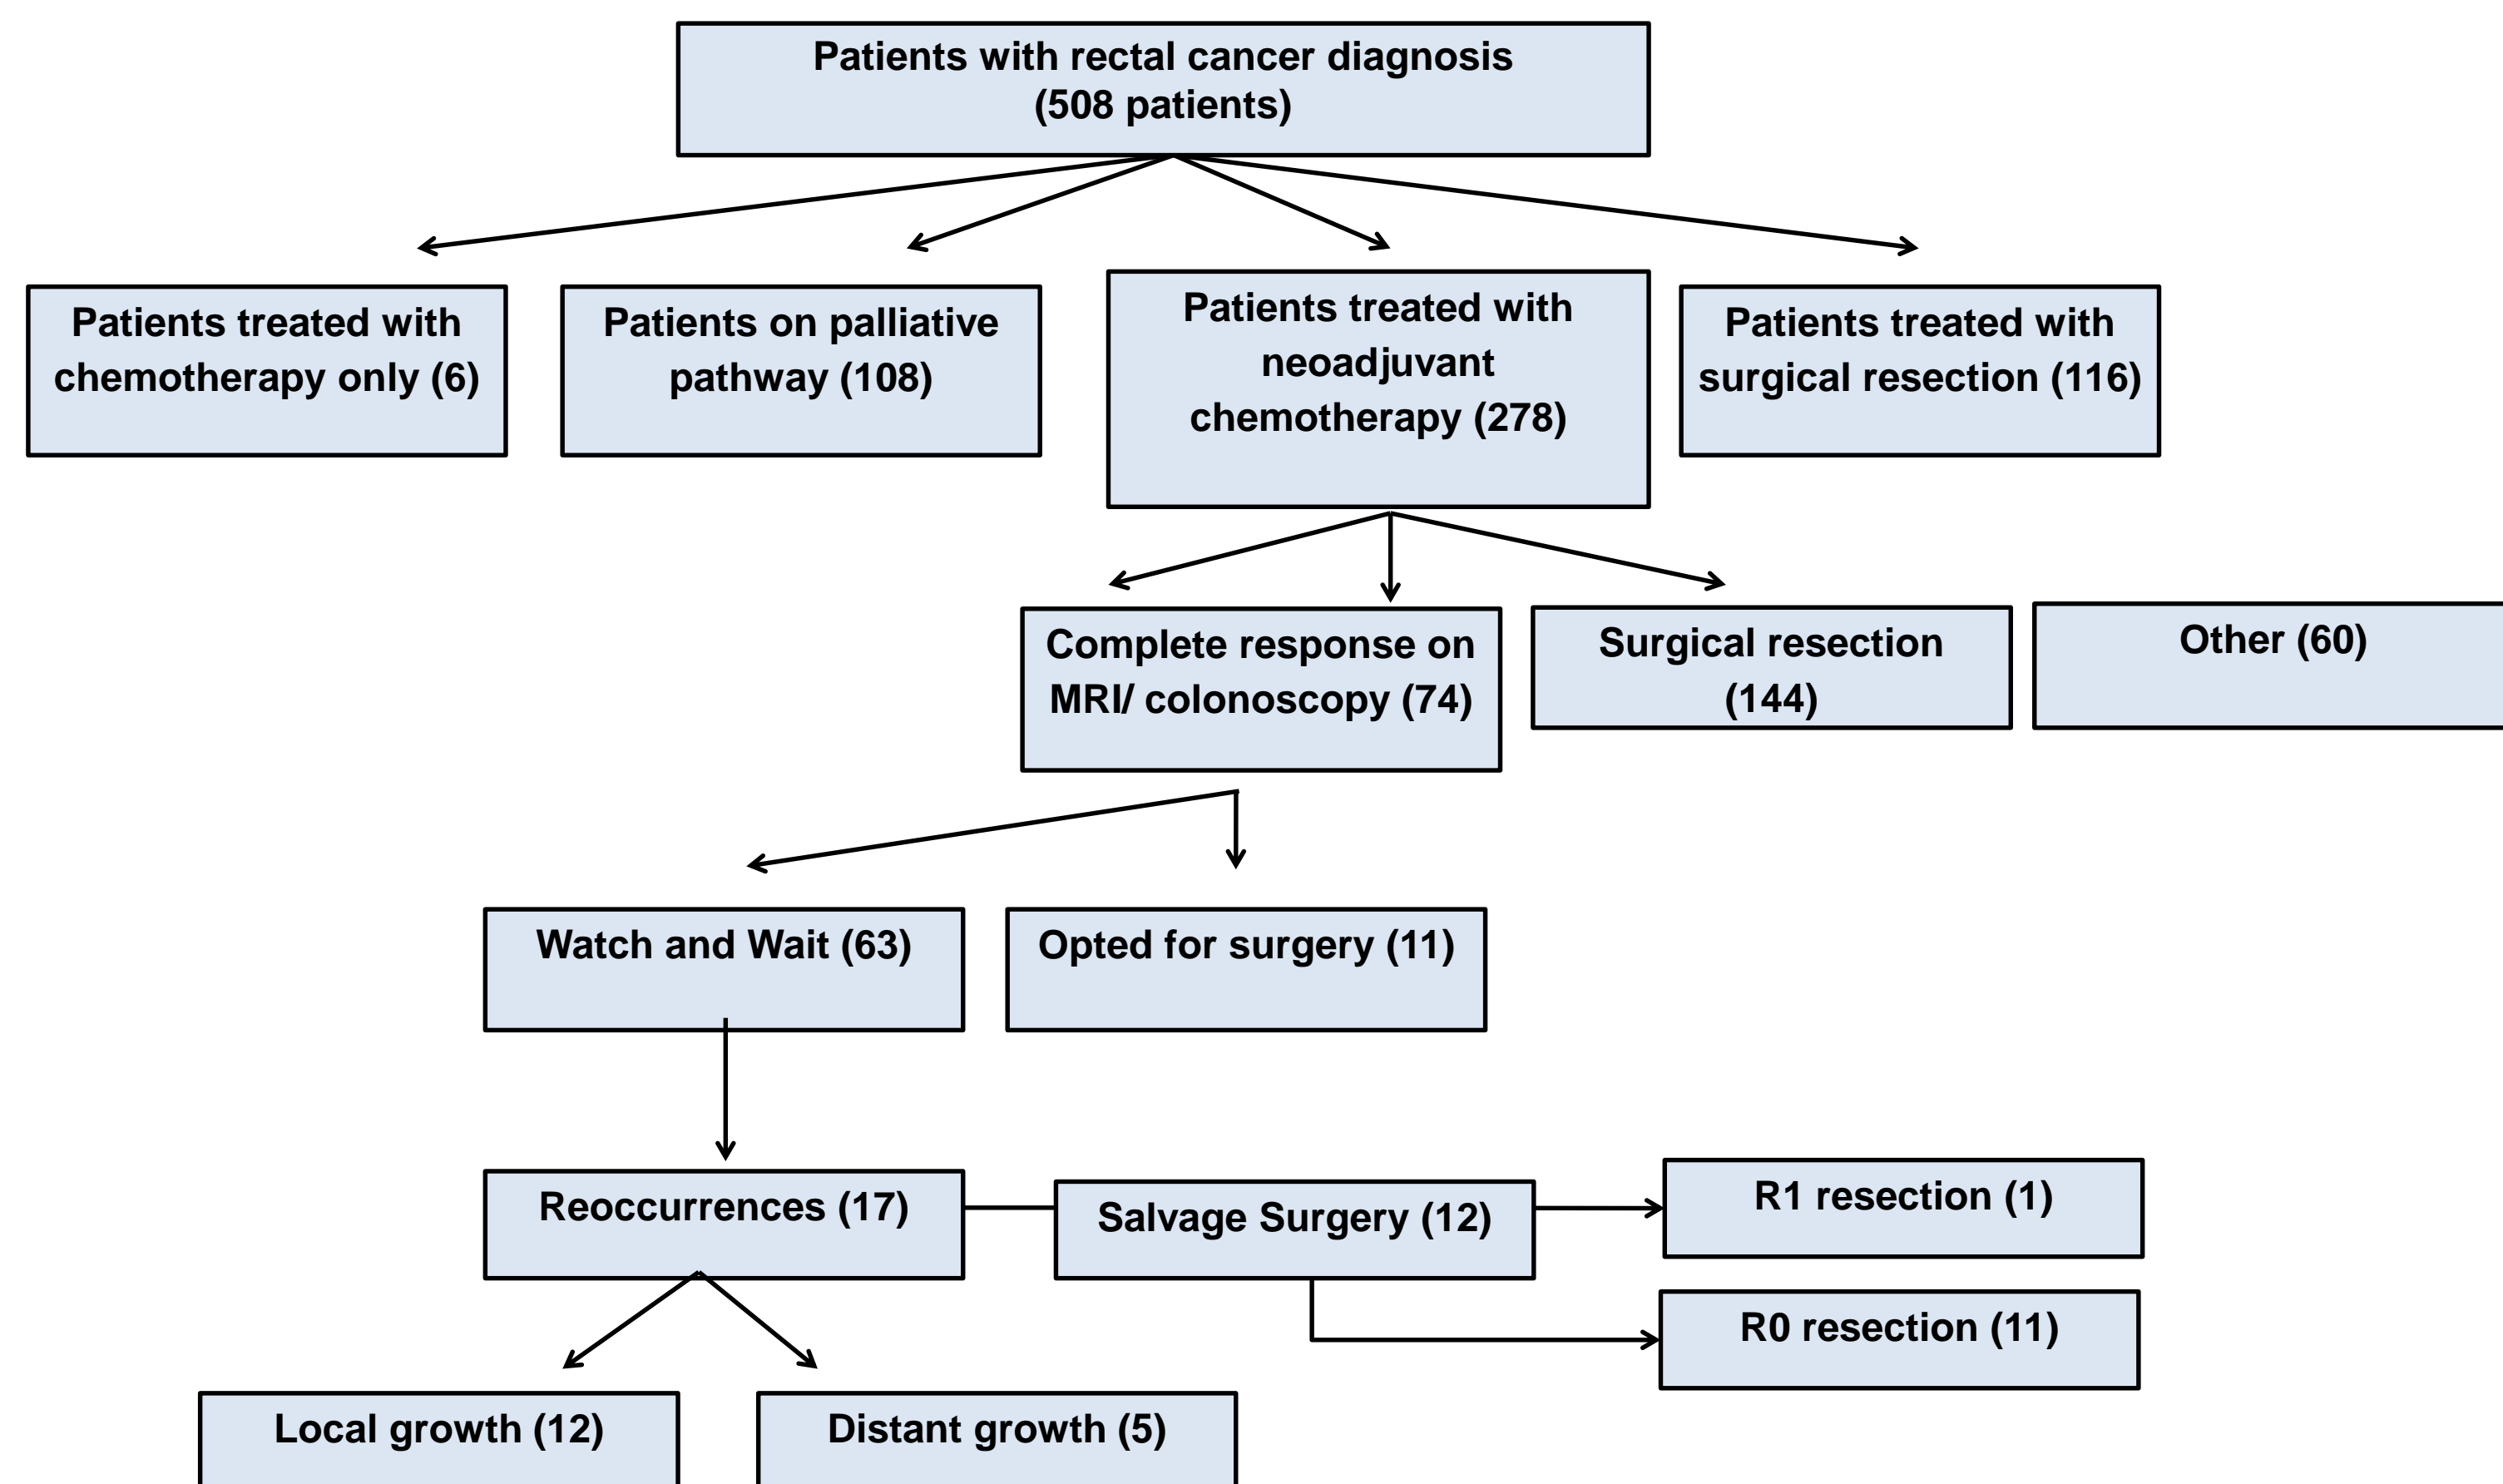 Patients with rectal cancer diagnosis
(508 patients)
Patients treated with
chemotherapy only (6)
Patients on palliative
pathway (108)
Patients treated with
neoadjuvant
chemotherapy (278)
Patients treated with
surgical resection (116)
Complete response on
MRI/ colonoscopy (74)
Surgical resection
(144)
Other (60)
Watch and Wait (63)
Opted for surgery (11)
Reoccurrences (17)
Salvage Surgery (12)
R1 resection (1)
R0 resection (11)
Local growth (12)
Distant growth (5)